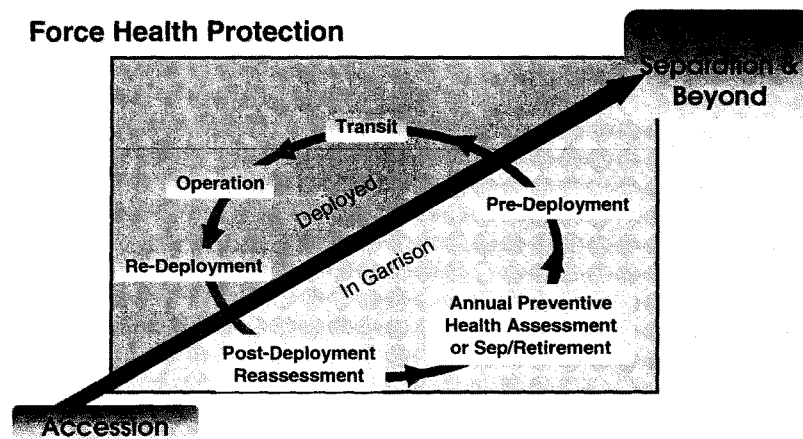 Force Health Protection
Separation &
Beyond
Transit
Operation
Deployed
Pre-Deployment
Re-Deployment
In Garrison
Annual Preventive
Health Assessment
or Sep/Retirement
Post-Deployment
Reassessment
Accession